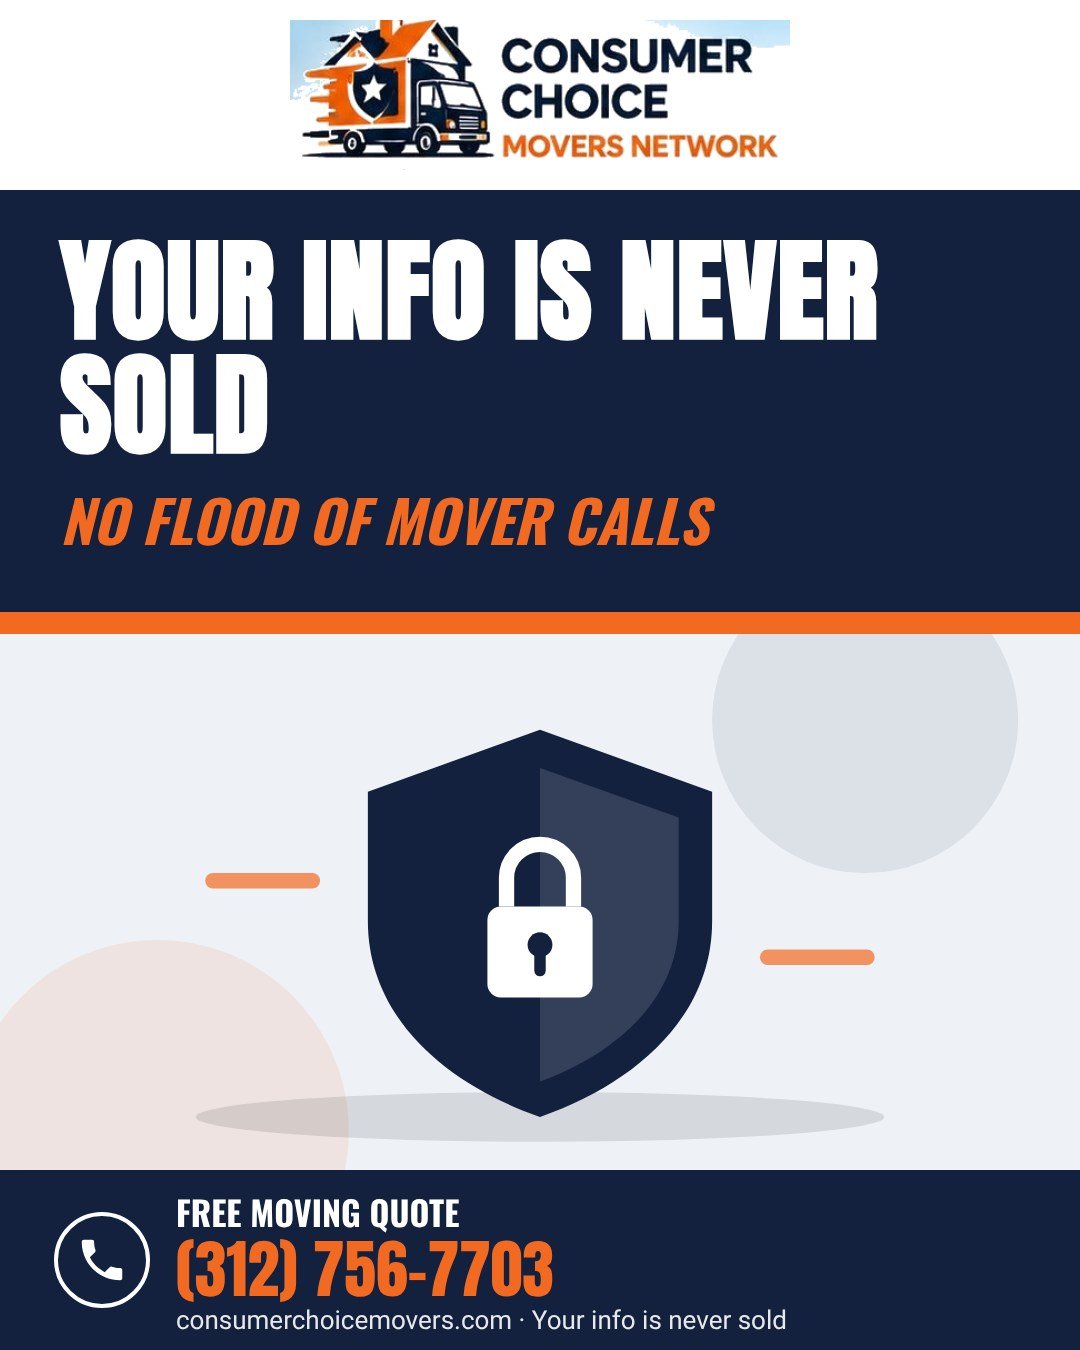 CONSUMER
CHOICE
MOVERS NETWORK
YOUR INFO IS NEVER
SOLD
NO FLOOD OF MOVER CALLS
FREE MOVING QUOTE
(312) 756-7703
consumerchoicemovers.com · Your info is never sold